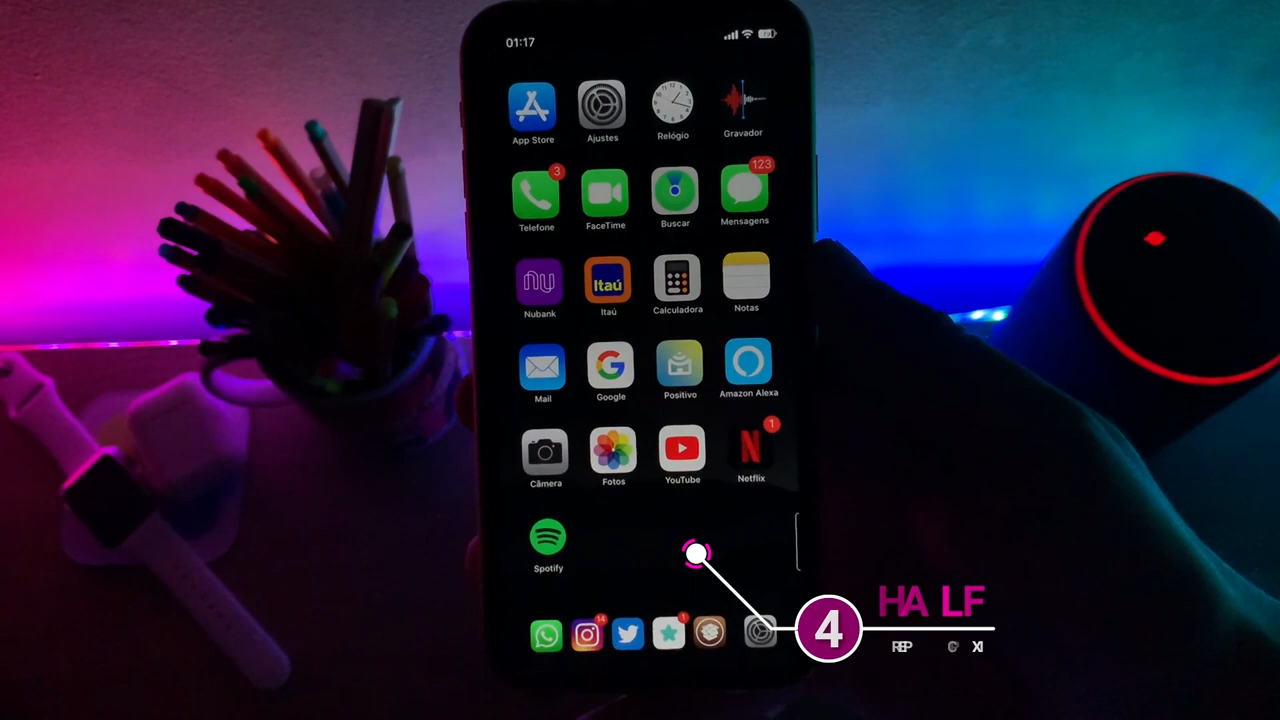 01:17
App Store Ajustes Relógio Gravador
3 123
Telefone FaceTime Buscar Mensagens
nu Itaú
Nubank Itaú Calculadora Notas
Mail Google Positivo Amazon Alexa
1
Câmera Fotos YouTube Netflix
Spotify
14 1
4
HA LF